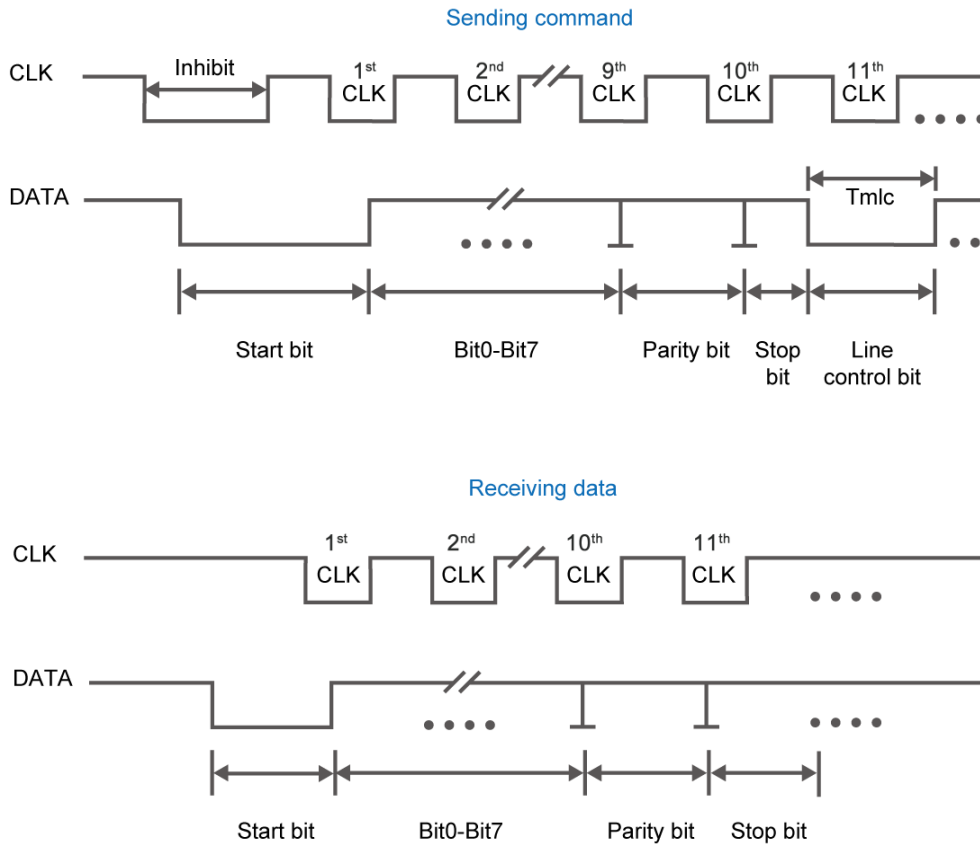 Sending command
CLK
Inhibit
1st
CLK
2nd
CLK
9th
CLK
10th
CLK
11th
CLK
DATA
Tmlc
Start bit
Bit0-Bit7
Parity bit
Stop
bit
Line
control bit
Receiving data
CLK
1st
CLK
2nd
CLK
10th
CLK
11th
CLK
DATA
Start bit
Bit0-Bit7
Parity bit
Stop bit